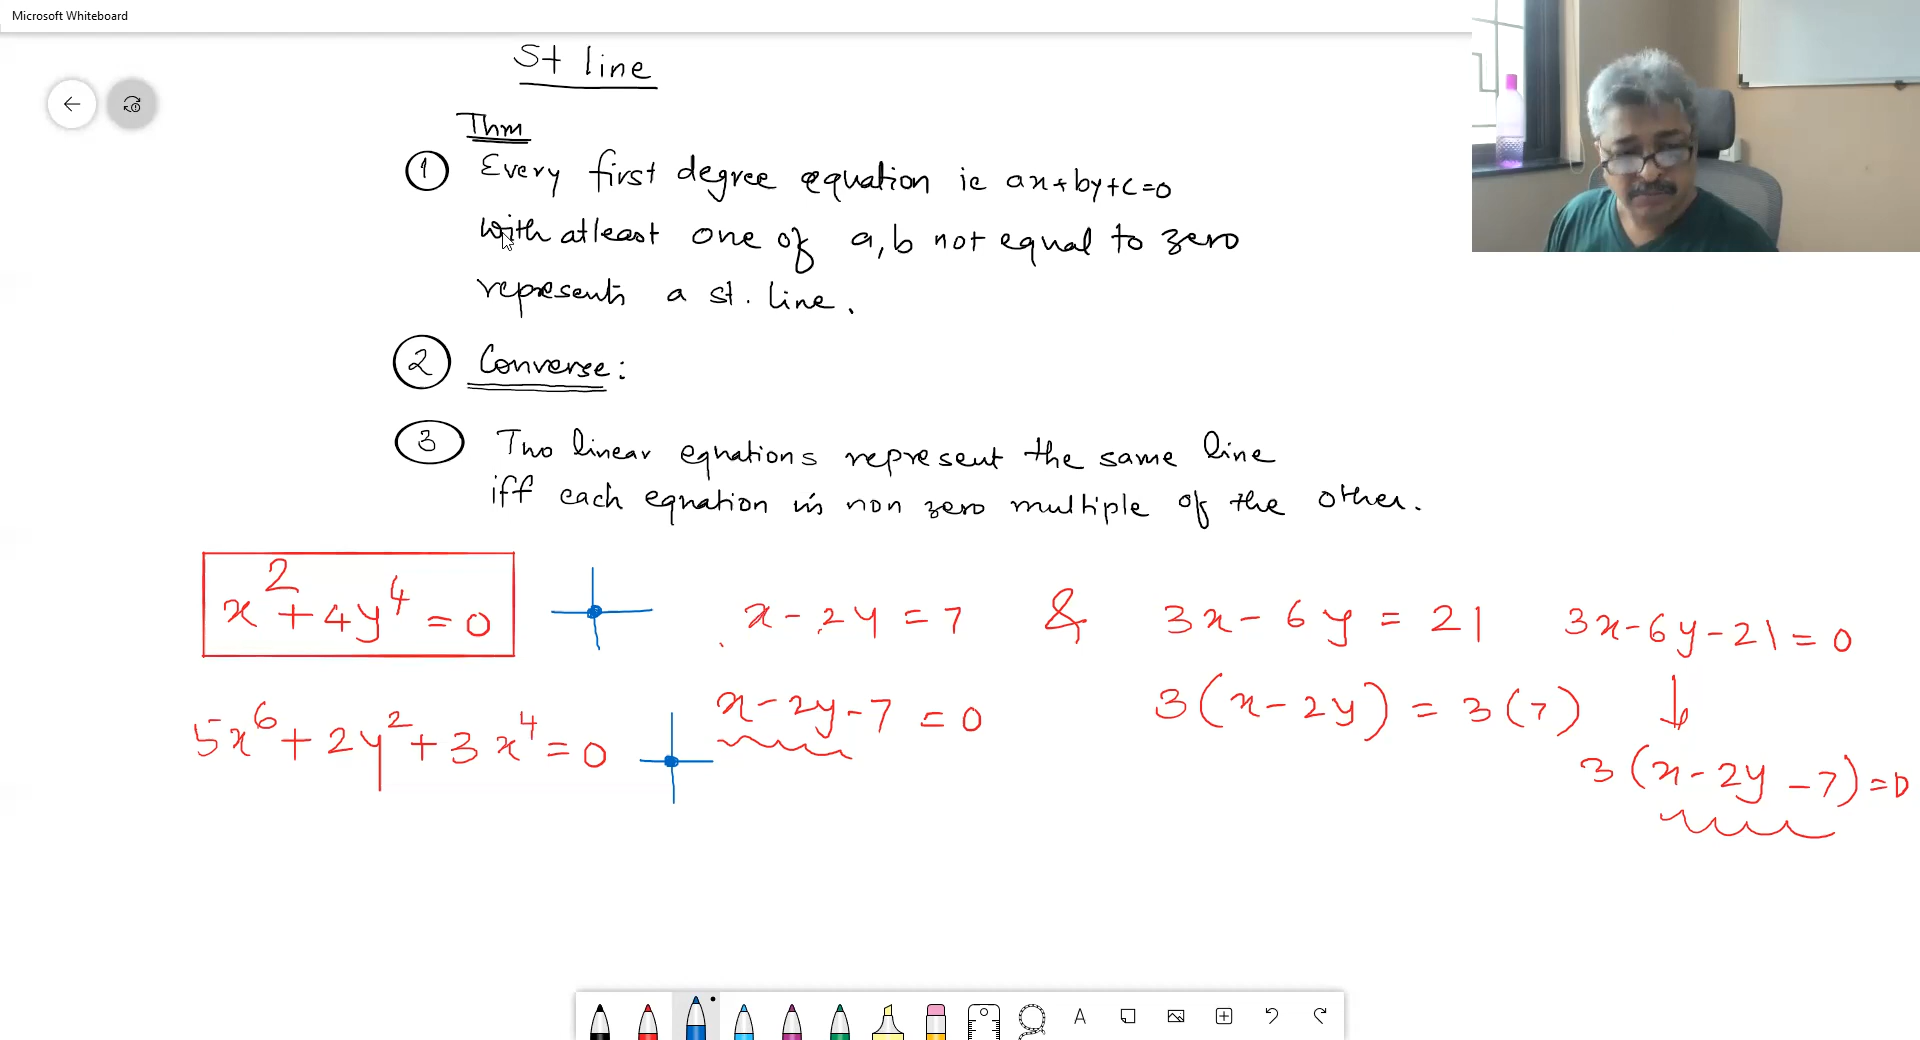 Microsoft Whiteboard
St line
Thm
① Every first degree equation ie ax+by+c=0
with atleast one of a, b not equal to zero
represents a st. line.
② Converse:
③ Two linear equations represent the same line
iff each equation is non zero multiple of the other.
x² + 4y⁴ = 0
x - 2y = 7 & 3x - 6y = 21
3x - 6y - 21 = 0
5x⁶ + 2y² + 3x⁴ = 0
x - 2y - 7 = 0
3(x - 2y) = 3(7)
3(x - 2y - 7) = 0